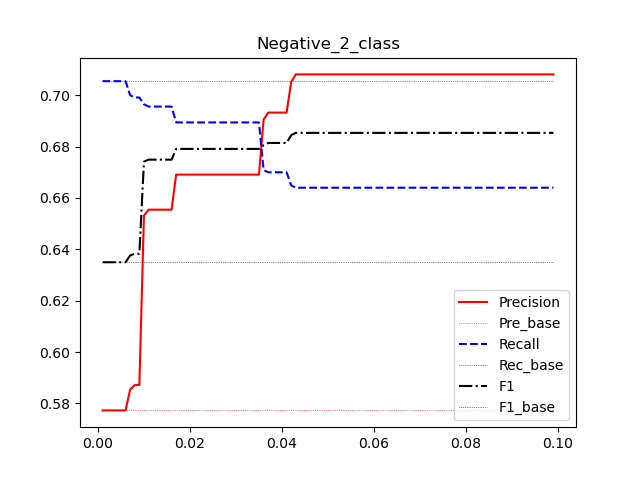 Negative_2_class
0.70
0.68
0.66
0.64
0.62
0.60
0.58
Precision
Pre_base
Recall
Rec_base
F1
F1_base
0.00 0.02 0.04 0.06 0.08 0.10